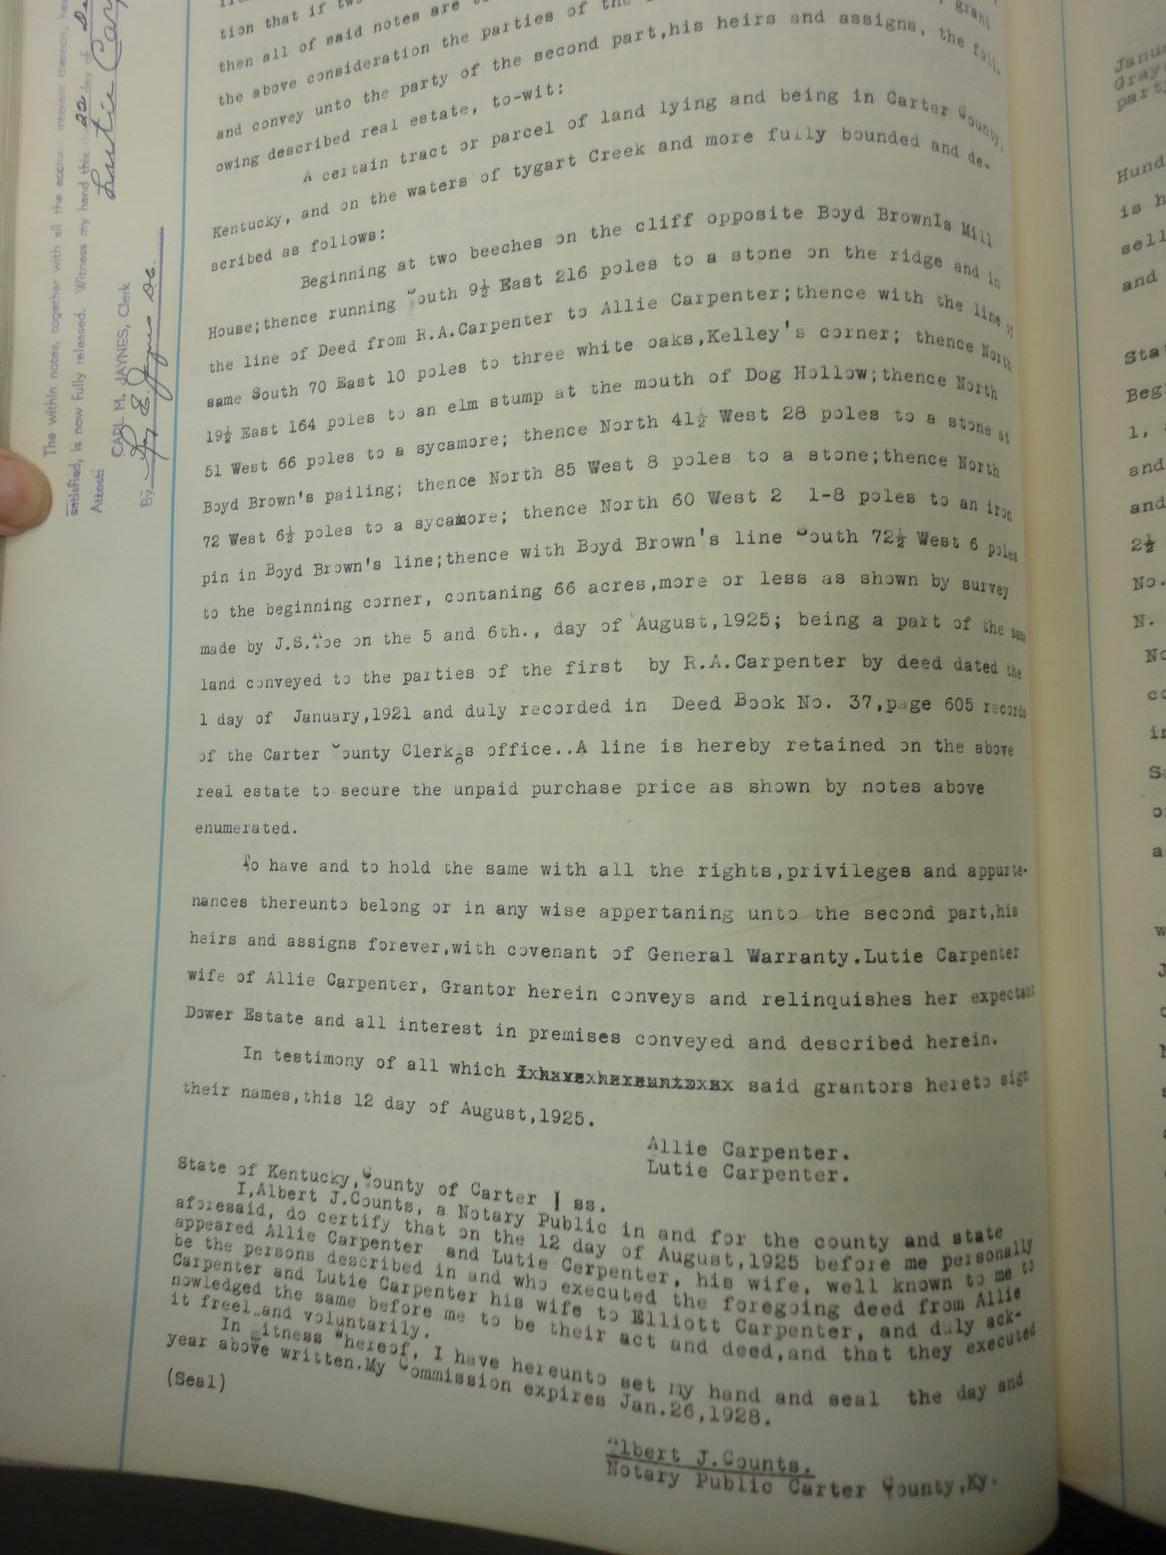 tion that if two
then all of said notes are
the above consideration the parties of the grant
and convey unto the party of the second part,his heirs and assigns, the foll-
owing described real estate, to-wit:
A certain tract or parcel of land lying and being in Carter County,
Kentucky, and on the waters of tygart Creek and more fully bounded and de-
scribed as follows:
Beginning at two beeches on the cliff opposite Boyd BrownIs Mill
House;thence running South 9½ East 216 poles to a stone on the ridge and in
the line of Deed from R.A.Carpenter to Allie Carpenter;thence with the line of
same South 70 East 10 poles to three white oaks,Kelley's corner; thence North
19½ East 164 poles to an elm stump at the mouth of Dog Hollow;thence North
51 West 66 poles to a sycamore; thence North 41½ West 28 poles to a stone at
Boyd Brown's pailing; thence North 85 West 8 poles to a stone;thence North
72 West 6½ poles to a sycamore; thence North 60 West 2 1-8 poles to an iron
pin in Boyd Brown's line;thence with Boyd Brown's line South 72½ West 6 poles
to the beginning corner, contaning 66 acres,more or less as shown by survey
made by J.S. on the 5 and 6th., day of August,1925; being a part of the same
land conveyed to the parties of the first by R.A.Carpenter by deed dated the
1 day of January,1921 and duly recorded in Deed Book No. 37,page 605 records
of the Carter County Clerk,s office..A line is hereby retained on the above
real estate to secure the unpaid purchase price as shown by notes above
enumerated.
To have and to hold the same with all the rights,privileges and appurte-
nances thereunto belong or in any wise appertaning unto the second part,his
heirs and assigns forever,with covenant of General Warranty.Lutie Carpenter
wife of Allie Carpenter, Grantor herein conveys and relinquishes her expectant
Dower Estate and all interest in premises conveyed and described herein.
In testimony of all which said grantors hereto sign
their names,this 12 day of August,1925.
Allie Carpenter.
Lutie Carpenter.
State of Kentucky,County of Carter ) ss.
I,Albert J.Counts, a Notary Public in and for the county and state
aforesaid, do certify that on the 12 day of August,1925 before me personally
appeared Allie Carpenter and Lutie Cerpenter, his wife, well known to me to
be the persons described in and who executed the foregoing deed from Allie
Carpenter and Lutie Carpenter his wife to Elliott Carpenter, and duly ack-
nowledged the same before me to be their act and deed,and that they executed
it freely and voluntarily.
In Witness Whereof, I have hereunto set my hand and seal the day and
year above written.My Commission expires Jan.26,1928.
(Seal)
Albert J.Counts.
Notary Public Carter County,Ky.
The within notes, together with all the accrued interest thereon,
satisfied, is now fully released. Witness my hand this 22 day of
Lutie
Attest:
CARL M. JAYNES, Clerk
By Jaynes D.C.
Janu
Gray
part
Hund
is h
sell
and
Stat
Beg
1,
and
and
2½
No.
N.